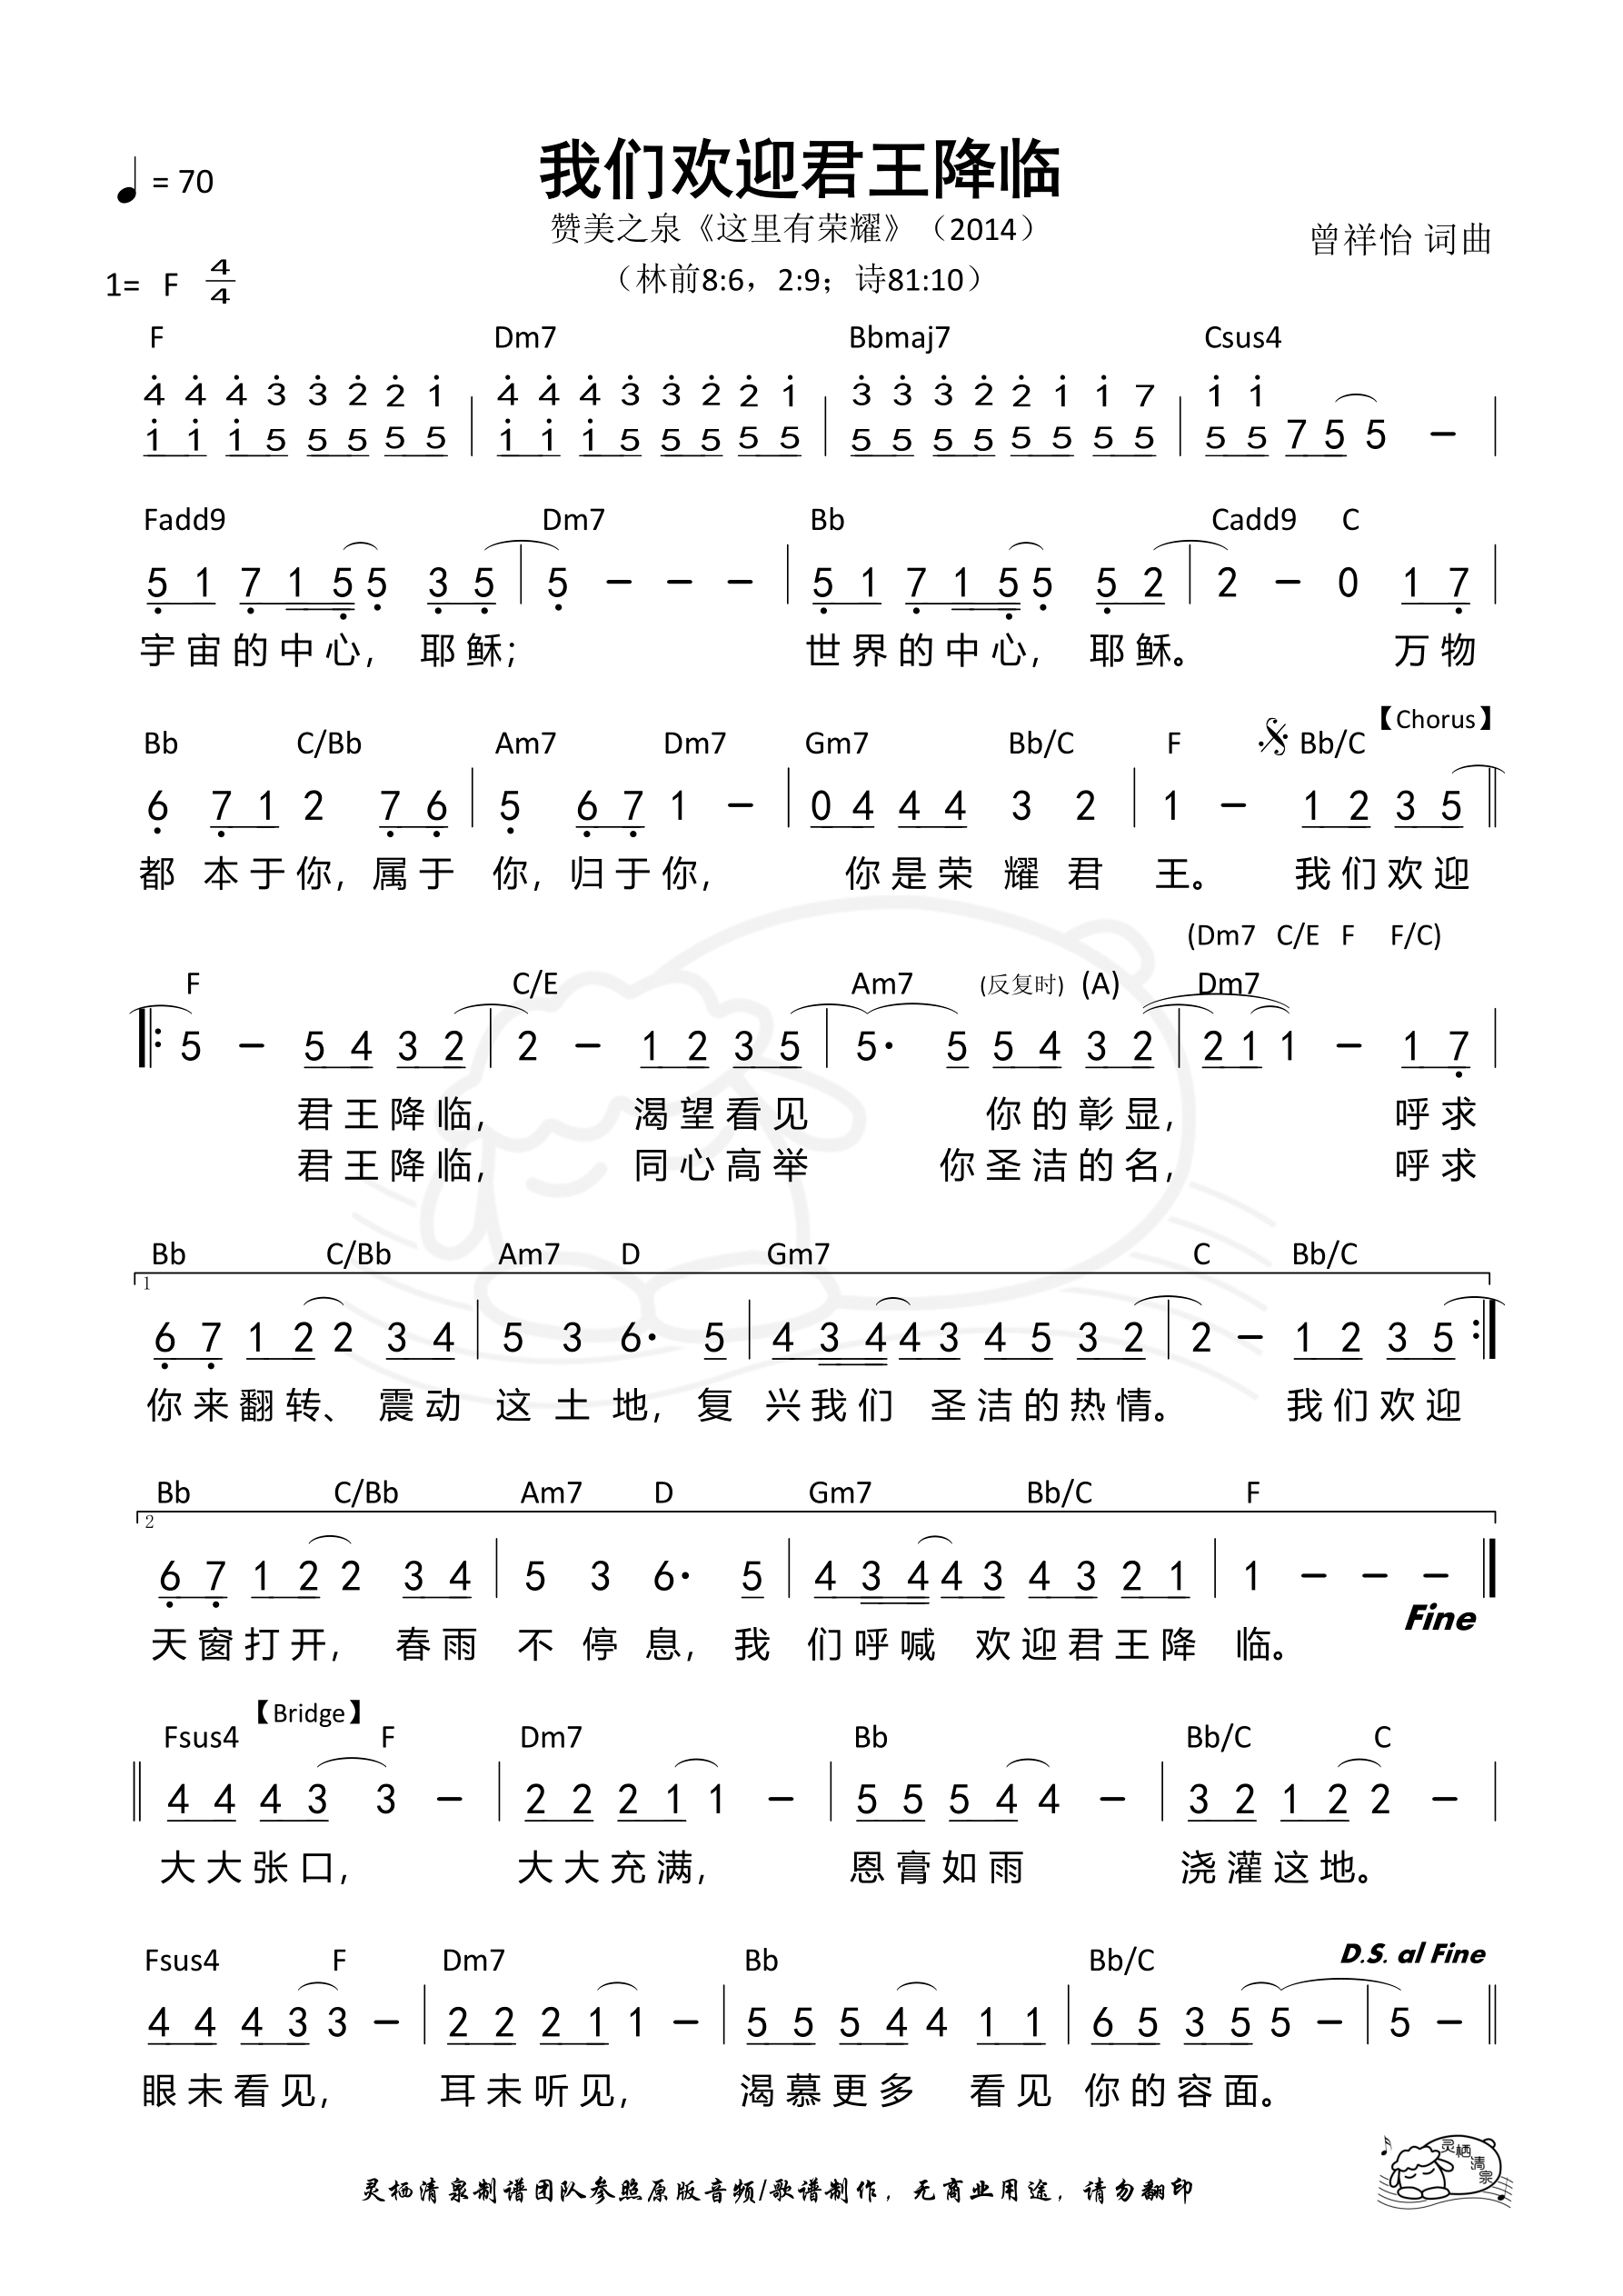 我们欢迎君王降临
= 70
赞美之泉《这里有荣耀》（2014）
曾祥怡 词曲
（林前8:6，2:9；诗81:10）
1= F 4/4
F Dm7 Bbmaj7 Csus4
4 4 4 3 3 2 2 1 | 4 4 4 3 3 2 2 1 | 3 3 3 2 2 1 1 7 | 1 1
1 1 1 5 5 5 5 5 | 1 1 1 5 5 5 5 5 | 5 5 5 5 5 5 5 5 | 5 5 7 5 5 – |
Fadd9 Dm7 Bb Cadd9 C
5 1 7 1 5 5 3 5 | 5 – – – | 5 1 7 1 5 5 5 2 | 2 – 0 1 7 |
宇宙的中心，耶稣； 世界的中心，耶稣。 万物
【Chorus】
Bb C/Bb Am7 Dm7 Gm7 Bb/C F Bb/C
6 7 1 2 7 6 | 5 6 7 1 – | 0 4 4 4 3 2 | 1 – 1 2 3 5 ||
都 本于你，属于 你，归于你， 你是荣耀君 王。 我们欢迎
(Dm7 C/E F F/C)
F C/E Am7 (反复时) (A) Dm7
|: 5 – 5 4 3 2 | 2 – 1 2 3 5 | 5· 5 5 4 3 2 | 2 1 1 – 1 7 |
君王降临， 渴望看见 你的彰显， 呼求
君王降临， 同心高举 你圣洁的名， 呼求
Bb C/Bb Am7 D Gm7 C Bb/C
1
6 7 1 2 2 3 4 | 5 3 6· 5 | 4 3 4 4 3 4 5 3 2 | 2 – 1 2 3 5 :|
你来翻转、震动 这土地，复 兴我们 圣洁的热情。 我们欢迎
Bb C/Bb Am7 D Gm7 Bb/C F
2
6 7 1 2 2 3 4 | 5 3 6· 5 | 4 3 4 4 3 4 3 2 1 | 1 – – – ||
Fine
天窗打开， 春雨 不停息，我 们呼喊 欢迎君王降 临。
【Bridge】
Fsus4 F Dm7 Bb Bb/C C
|| 4 4 4 3 3 – | 2 2 2 1 1 – | 5 5 5 4 4 – | 3 2 1 2 2 – |
大大张口， 大大充满， 恩膏如雨 浇灌这地。
D.S. al Fine
Fsus4 F Dm7 Bb Bb/C
4 4 4 3 3 – | 2 2 2 1 1 – | 5 5 5 4 4 1 1 | 6 5 3 5 5 – | 5 – ||
眼未看见， 耳未听见， 渴慕更多 看见 你的容面。
灵栖清泉
灵栖清泉制谱团队参照原版音频/歌谱制作，无商业用途，请勿翻印